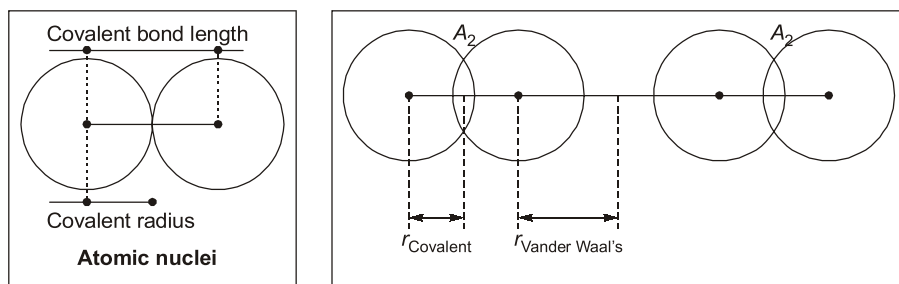 Covalent bond length
Covalent radius
Atomic nuclei
A2
A2
rCovalent
rVander Waal's